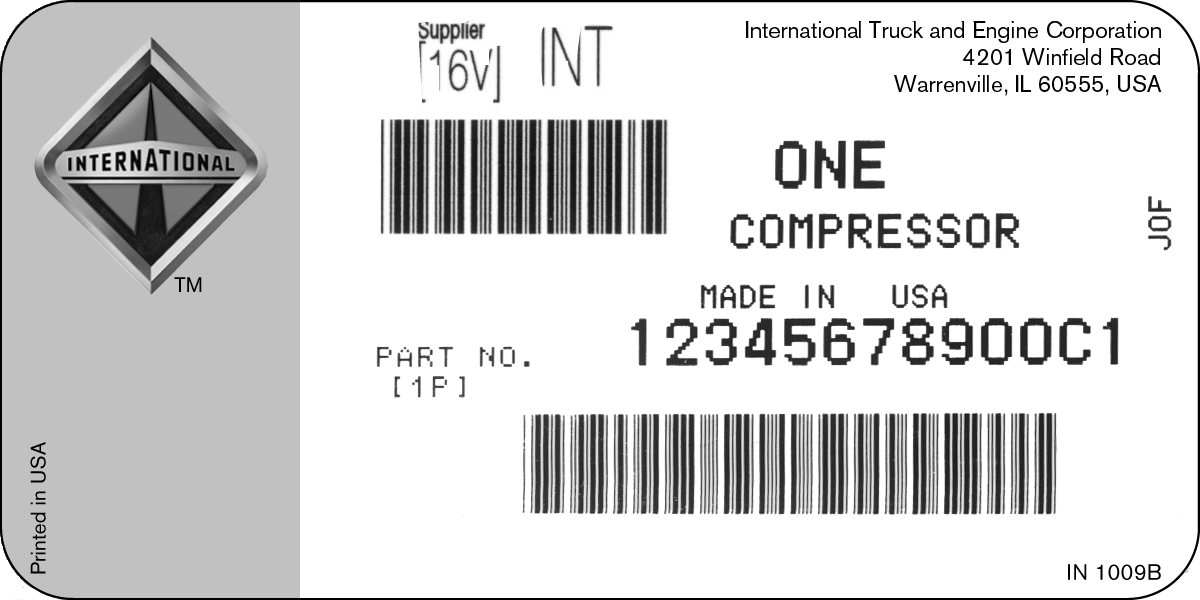 INTERNATIONAL
TM
Printed in USA
Supplier
[16V] INT
International Truck and Engine Corporation
4201 Winfield Road
Warrenville, IL 60555, USA
ONE
COMPRESSOR
JOF
MADE IN USA
12345678900C1
PART NO.
[1P]
IN 1009B